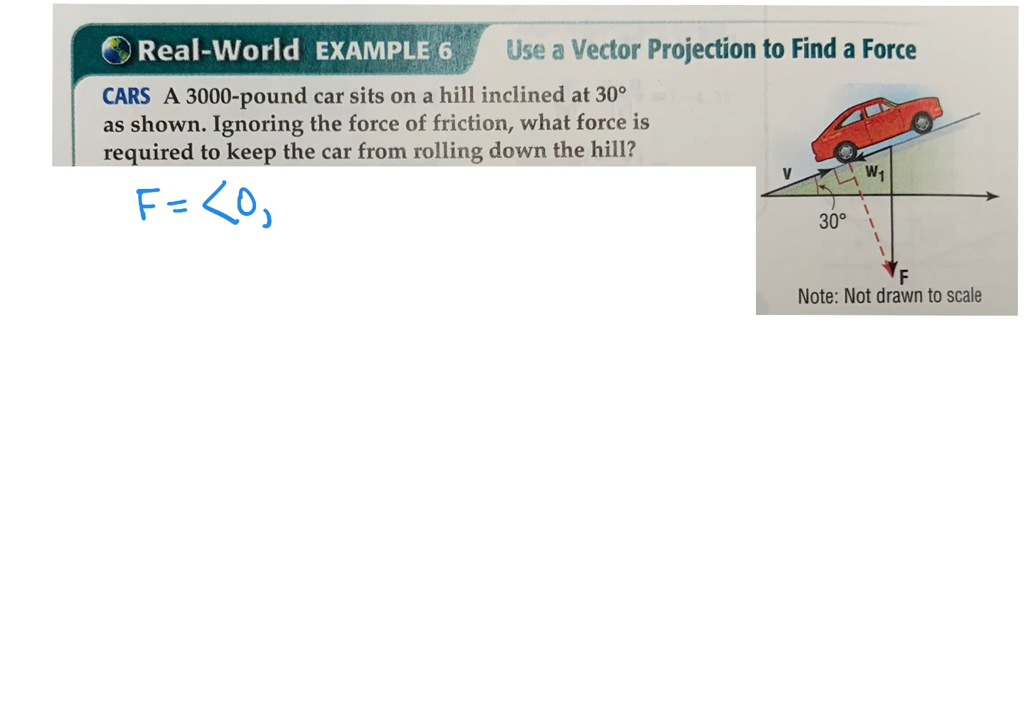 Real-World EXAMPLE 6 Use a Vector Projection to Find a Force
CARS A 3000-pound car sits on a hill inclined at 30°
as shown. Ignoring the force of friction, what force is
required to keep the car from rolling down the hill?
F = <0,
v
w₁
30°
F
Note: Not drawn to scale